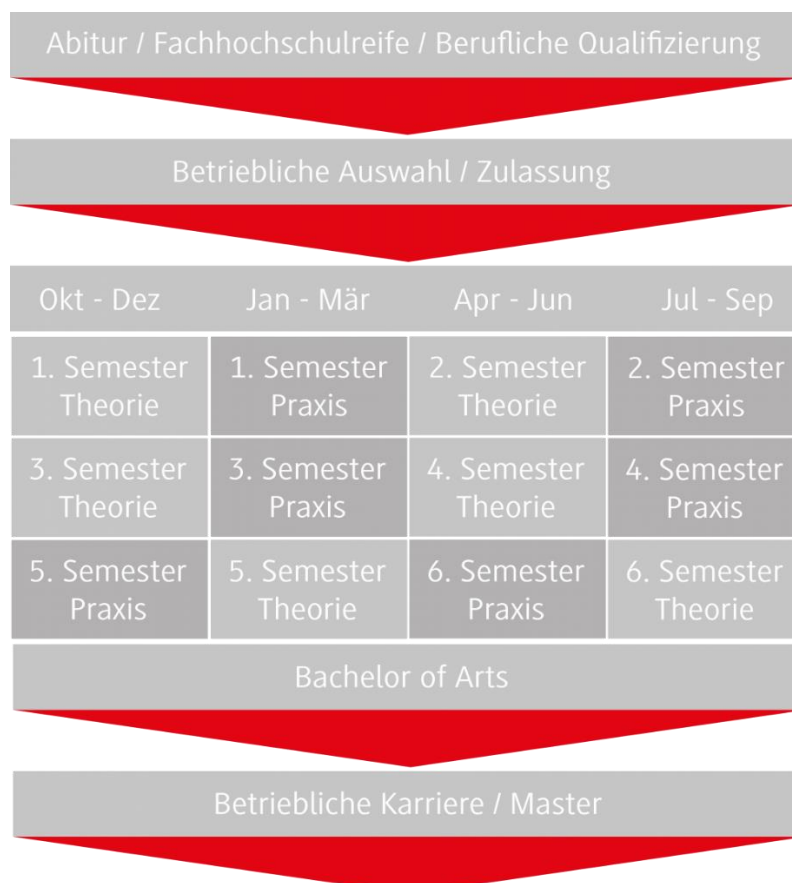 Abitur / Fachhochschulreife / Berufliche Qualifizierung
Betriebliche Auswahl / Zulassung
Okt - Dez
Jan - Mär
Apr - Jun
Jul - Sep
1. Semester
Theorie
1. Semester
Praxis
2. Semester
Theorie
2. Semester
Praxis
3. Semester
Theorie
3. Semester
Praxis
4. Semester
Theorie
4. Semester
Praxis
5. Semester
Praxis
5. Semester
Theorie
6. Semester
Praxis
6. Semester
Theorie
Bachelor of Arts
Betriebliche Karriere / Master